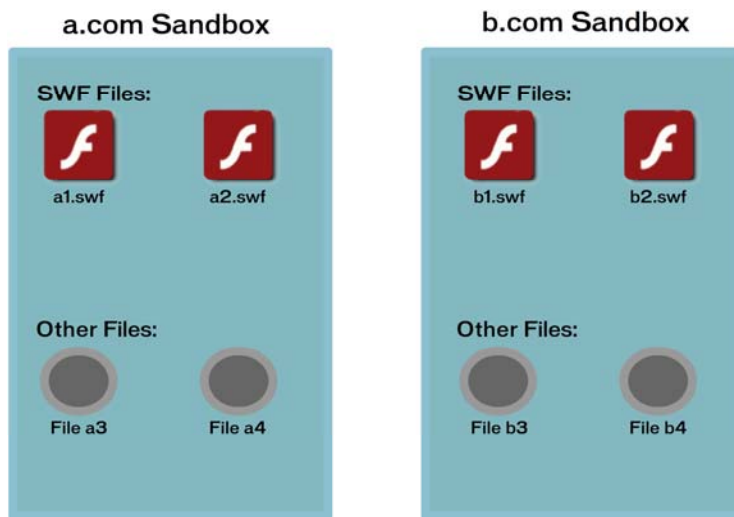 a.com Sandbox
SWF Files:
a1.swf a2.swf
Other Files:
File a3 File a4
b.com Sandbox
SWF Files:
b1.swf b2.swf
Other Files:
File b3 File b4